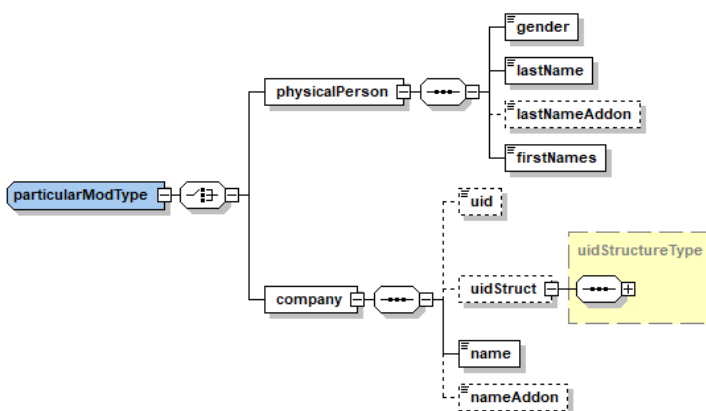 gender
physicalPerson
lastName
lastNameAddon
firstNames
particularModType
uid
uidStructureType
company
uidStruct
name
nameAddon